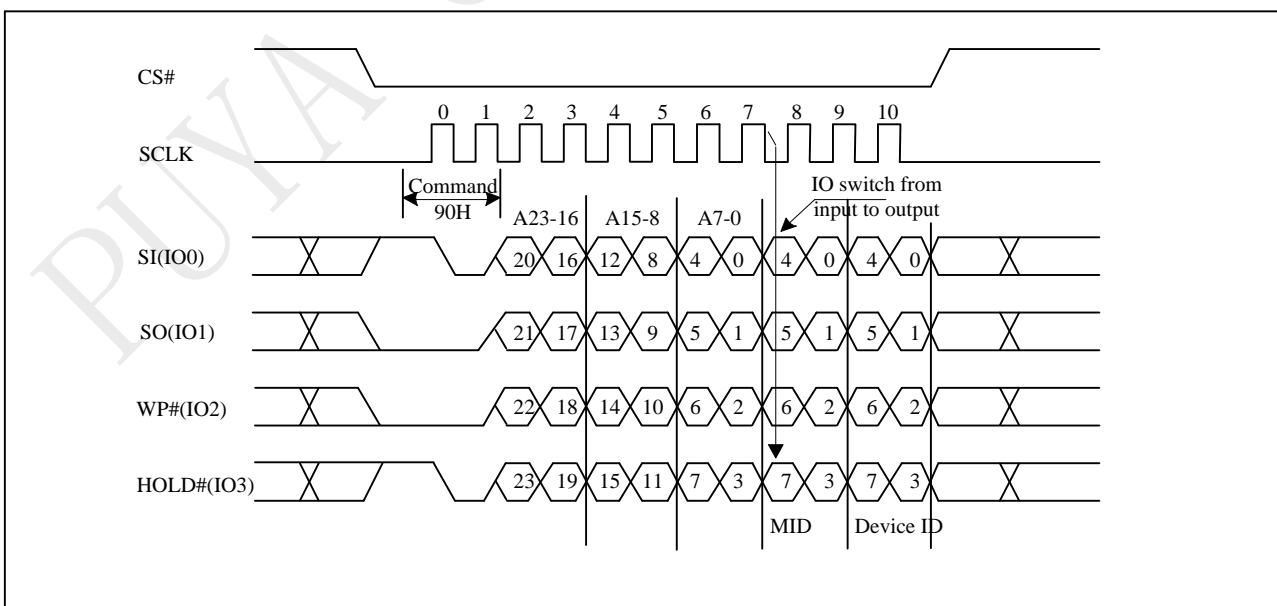 PUYA
CS#
0 1 2 3 4 5 6 7 8 9 10
SCLK
Command
90H
IO switch from
input to output
A23-16 A15-8 A7-0
SI(IO0) 20 16 12 8 4 0 4 0 4 0
SO(IO1) 21 17 13 9 5 1 5 1 5 1
WP#(IO2) 22 18 14 10 6 2 6 2 6 2
HOLD#(IO3) 23 19 15 11 7 3 7 3 7 3
MID Device ID